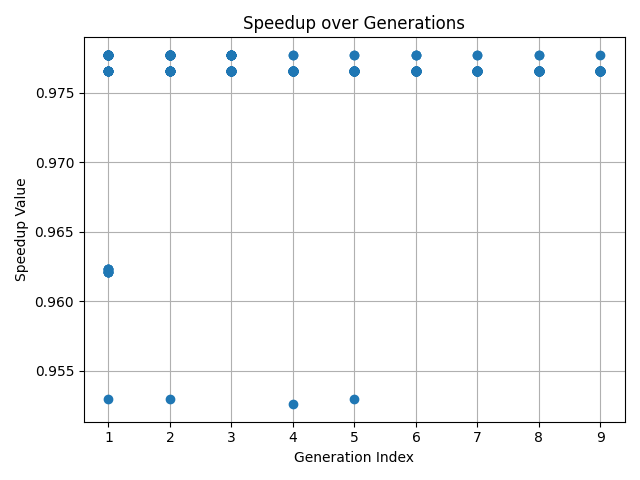 Speedup over Generations
Speedup Value
0.975
0.970
0.965
0.960
0.955
1 2 3 4 5 6 7 8 9
Generation Index